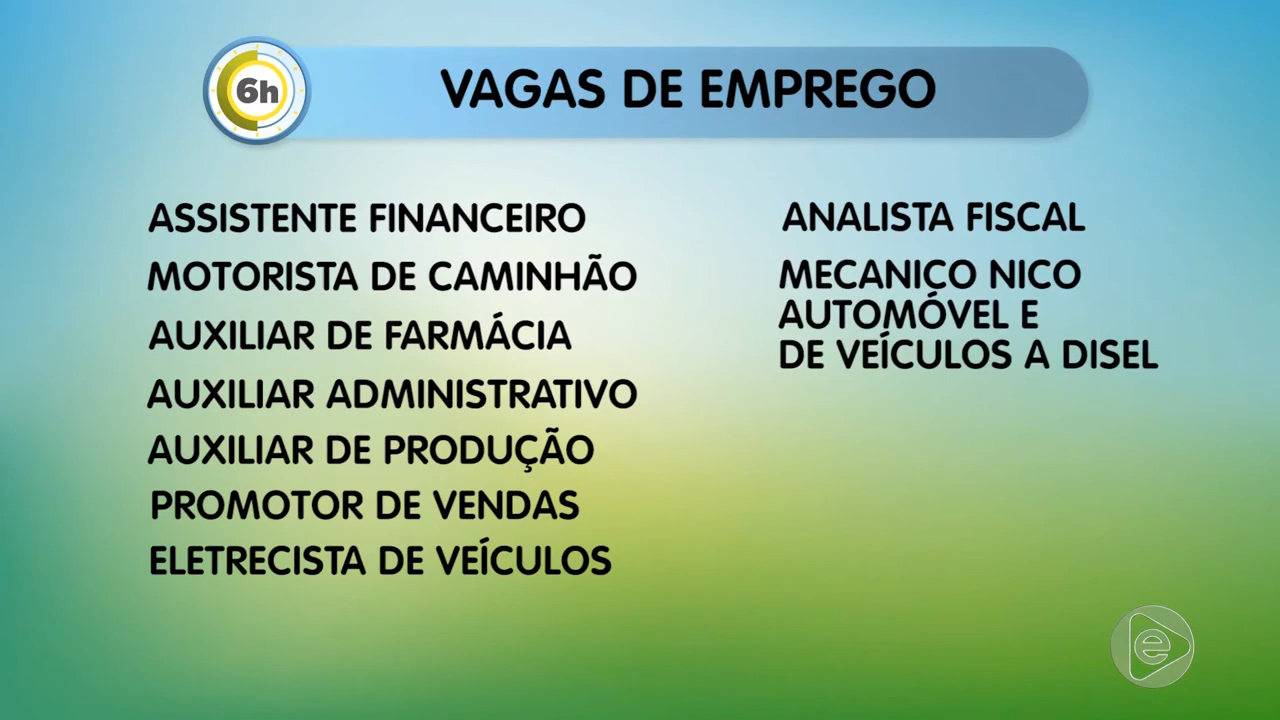 6h
VAGAS DE EMPREGO
ASSISTENTE FINANCEIRO
MOTORISTA DE CAMINHÃO
AUXILIAR DE FARMÁCIA
AUXILIAR ADMINISTRATIVO
AUXILIAR DE PRODUÇÃO
PROMOTOR DE VENDAS
ELETRECISTA DE VEÍCULOS
ANALISTA FISCAL
MECANICO NICO
AUTOMÓVEL E
DE VEÍCULOS A DISEL
e